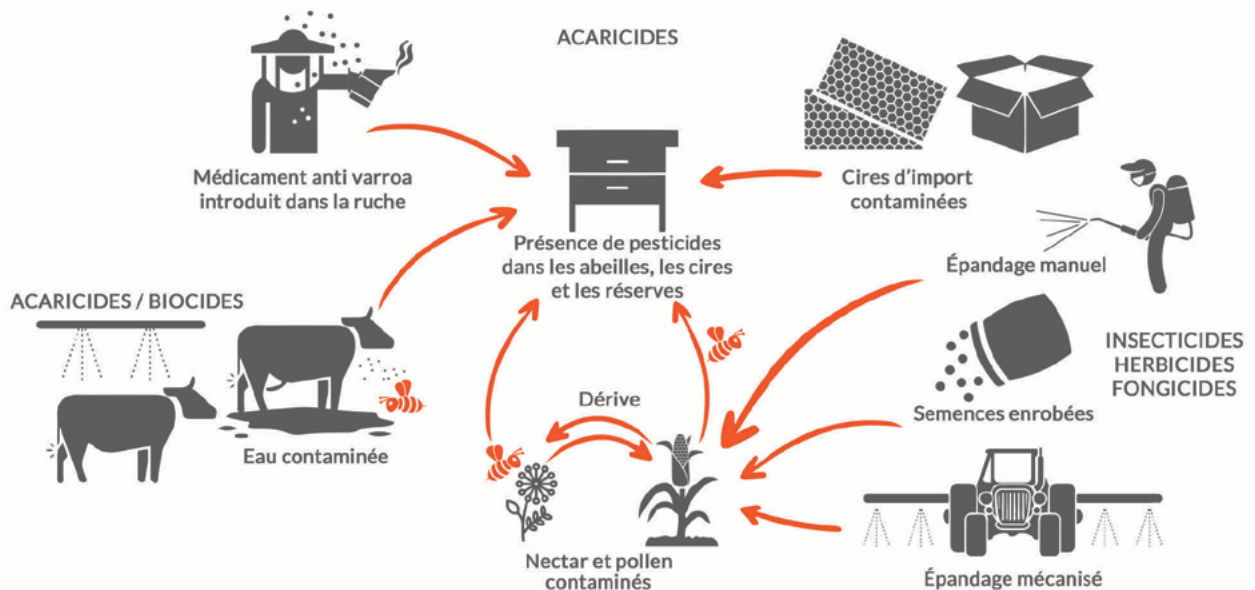 ACARICIDES
Médicament anti varroa
introduit dans la ruche
Cires d'import
contaminées
Présence de pesticides
dans les abeilles, les cires
et les réserves
Épandage manuel
ACARICIDES / BIOCIDES
INSECTICIDES
HERBICIDES
FONGICIDES
Dérive
Semences enrobées
Eau contaminée
Nectar et pollen
contaminés
Épandage mécanisé